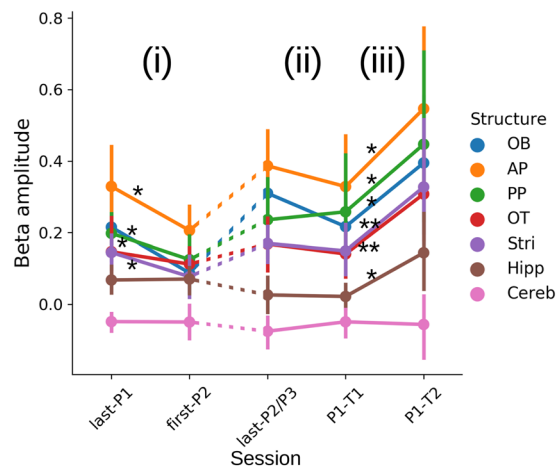 0.8
(i)
(ii)
(iii)
0.6
0.4
0.2
0.0
Beta amplitude
*
*
*
*
*
*
*
**
**
*
Structure
OB
AP
PP
OT
Stri
Hipp
Cereb
last-P1
first-P2
last-P2/P3
P1-T1
P1-T2
Session